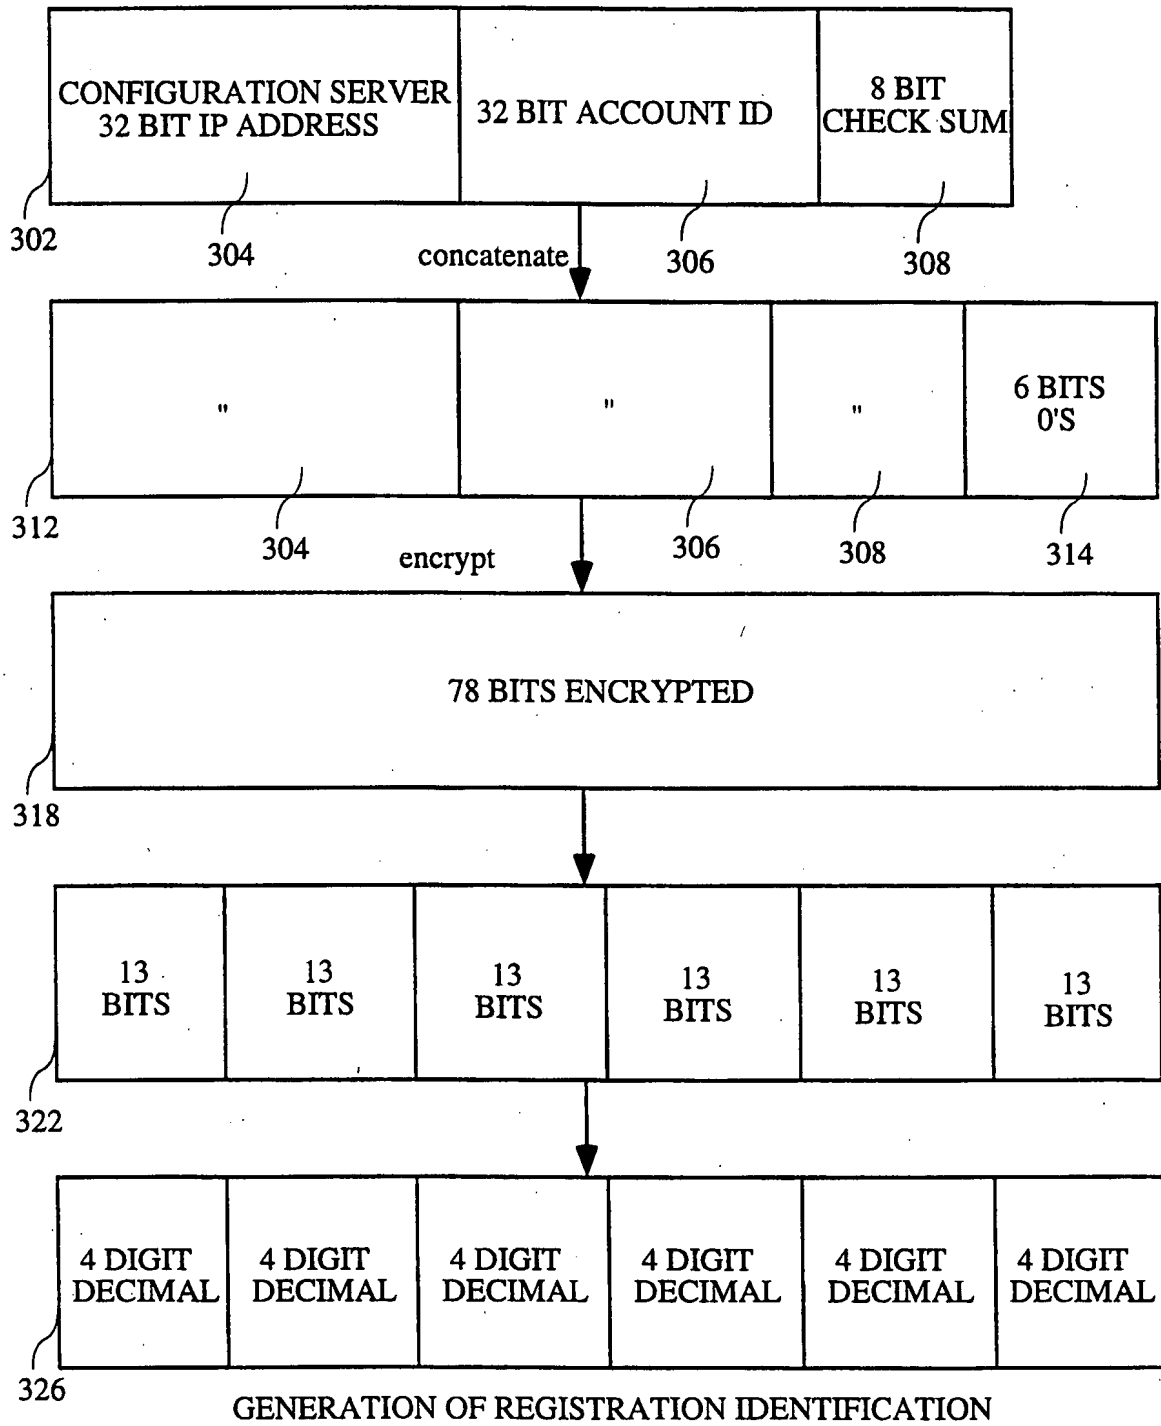 CONFIGURATION SERVER
32 BIT IP ADDRESS
32 BIT ACCOUNT ID
8 BIT
CHECK SUM
302
304
concatenate
306
308
"
"
"
6 BITS
0'S
312
304
encrypt
306
308
314
78 BITS ENCRYPTED
318
13
BITS
13
BITS
13
BITS
13
BITS
13
BITS
13
BITS
322
4 DIGIT
DECIMAL
4 DIGIT
DECIMAL
4 DIGIT
DECIMAL
4 DIGIT
DECIMAL
4 DIGIT
DECIMAL
4 DIGIT
DECIMAL
326
GENERATION OF REGISTRATION IDENTIFICATION